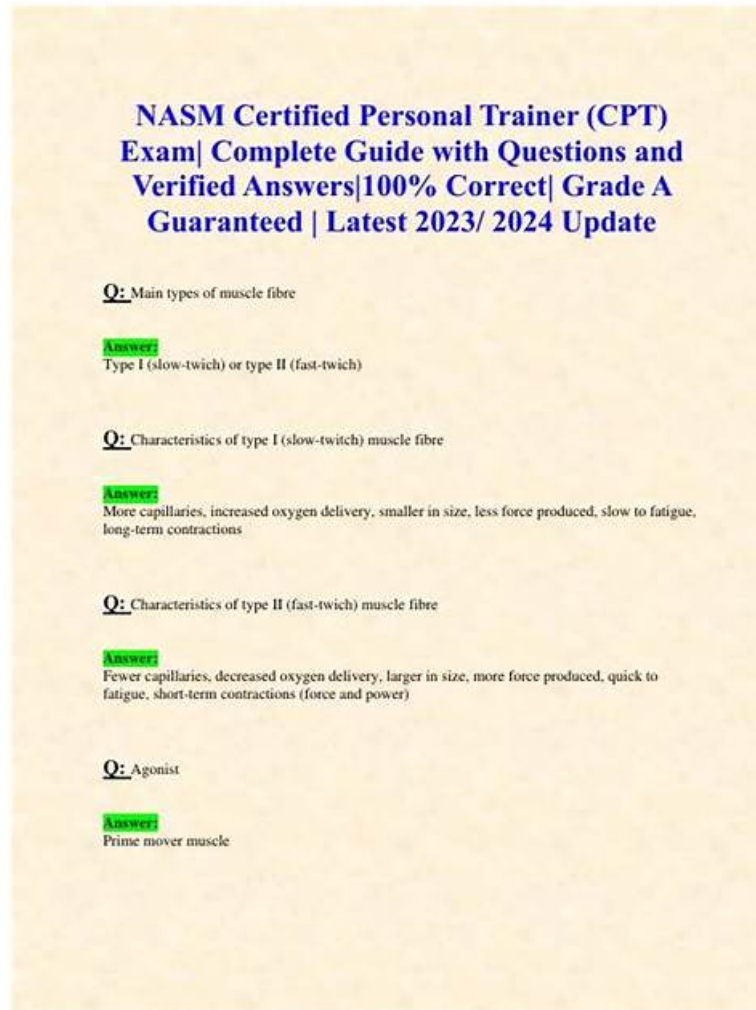 NASM Certified Personal Trainer (CPT)
Exam| Complete Guide with Questions and
Verified Answers|100% Correct| Grade A
Guaranteed | Latest 2023/ 2024 Update
Q: Main types of muscle fibre
Answer:
Type I (slow-twich) or type II (fast-twich)
Q: Characteristics of type I (slow-twitch) muscle fibre
Answer:
More capillaries, increased oxygen delivery, smaller in size, less force produced, slow to fatigue,
long-term contractions
Q: Characteristics of type II (fast-twich) muscle fibre
Answer:
Fewer capillaries, decreased oxygen delivery, larger in size, more force produced, quick to
fatigue, short-term contractions (force and power)
Q: Agonist
Answer:
Prime mover muscle